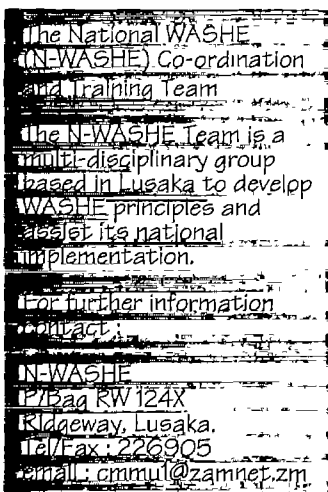 The National WASHE
(N-WASHE) Co-ordination
and Training Team
The N-WASHE Team is a
multi-disciplinary group
based in Lusaka to develop
WASHE principles and
assist its national
implementation.
For further information
contact :
N-WASHE
P/Bag RW 124X
Ridgeway, Lusaka.
Tel/Fax : 226905
email : cmmu1@zamnet.zm